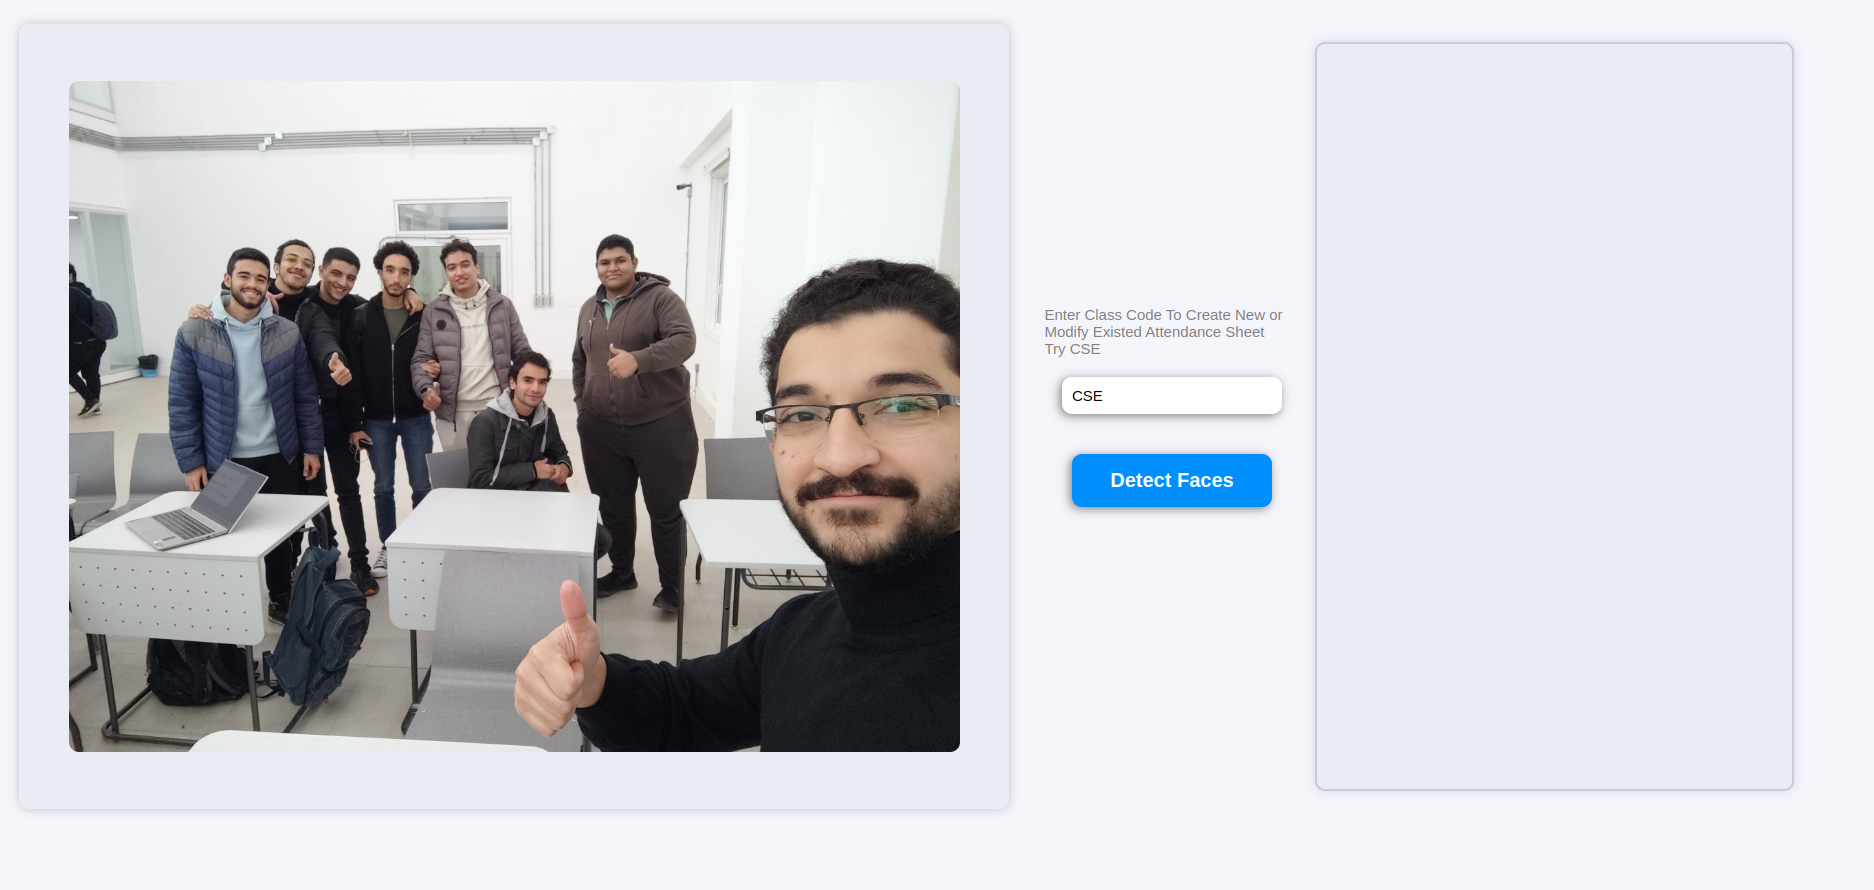 Enter Class Code To Create New or
Modify Existed Attendance Sheet
Try CSE
CSE
Detect Faces